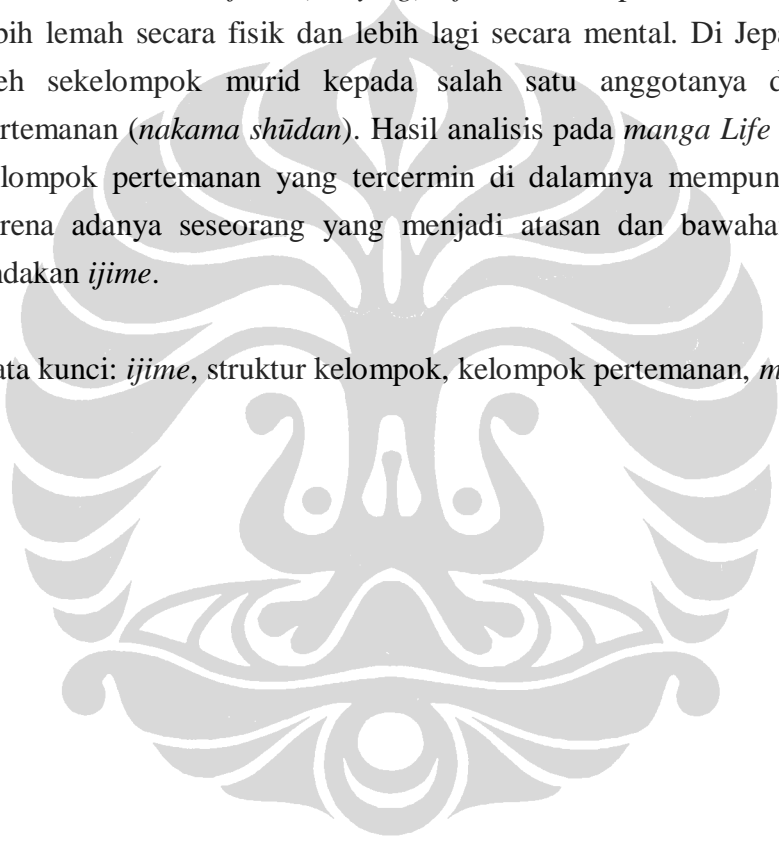 bih lemah secara fisik dan lebih lagi secara mental. Di Jepa
eh sekelompok murid kepada salah satu anggotanya d
rtemanan (nakama shūdan). Hasil analisis pada manga Life
lompok pertemanan yang tercermin di dalamnya mempun
rena adanya seseorang yang menjadi atasan dan bawaha
ndakan ijime.
ata kunci: ijime, struktur kelompok, kelompok pertemanan, m